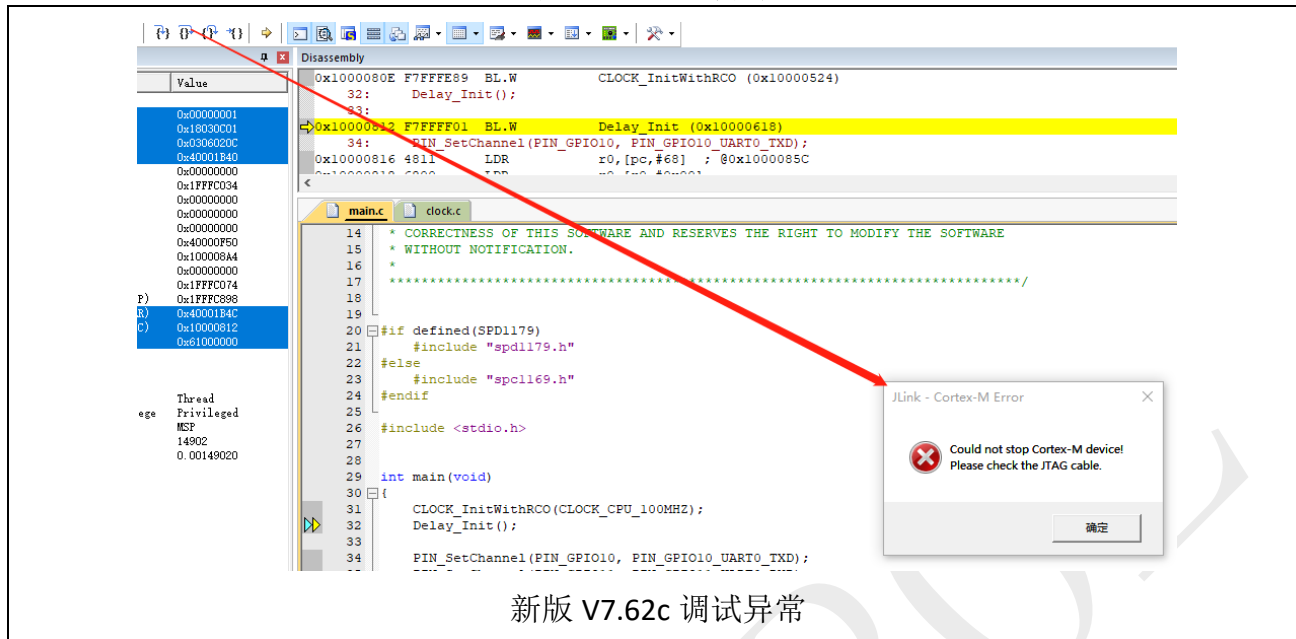 Disassembly
0x1000080E F7FFFE89 BL.W CLOCK_InitWithRCO (0x10000524)
32: Delay_Init();
33:
0x10000812 F7FFFF01 BL.W Delay_Init (0x10000618)
34: PIN_SetChannel(PIN_GPIO10, PIN_GPIO10_UART0_TXD);
0x10000816 4811 LDR r0,[pc,#68] ; @0x1000085C
Value
0x00000001
0x18030C01
0x0306020C
0x40001B40
0x00000000
0x1FFFC034
0x00000000
0x00000000
0x00000000
0x40000F50
0x100008A4
0x00000000
0x1FFFC074
P) 0x1FFFC898
R) 0x40001B4C
C) 0x10000812
0x61000000
Thread
ege Privileged
MSP
14902
0.00149020
main.c clock.c
14 * CORRECTNESS OF THIS SOFTWARE AND RESERVES THE RIGHT TO MODIFY THE SOFTWARE
15 * WITHOUT NOTIFICATION.
16 *
17 ******************************************************************************/
18
19
20 #if defined(SPD1179)
21 #include "spd1179.h"
22 #else
23 #include "spc1169.h"
24 #endif
25
26 #include <stdio.h>
27
28
29 int main(void)
30 {
31 CLOCK_InitWithRCO(CLOCK_CPU_100MHZ);
32 Delay_Init();
33
34 PIN_SetChannel(PIN_GPIO10, PIN_GPIO10_UART0_TXD);
JLink - Cortex-M Error
Could not stop Cortex-M device!
Please check the JTAG cable.
确定
新版 V7.62c 调试异常